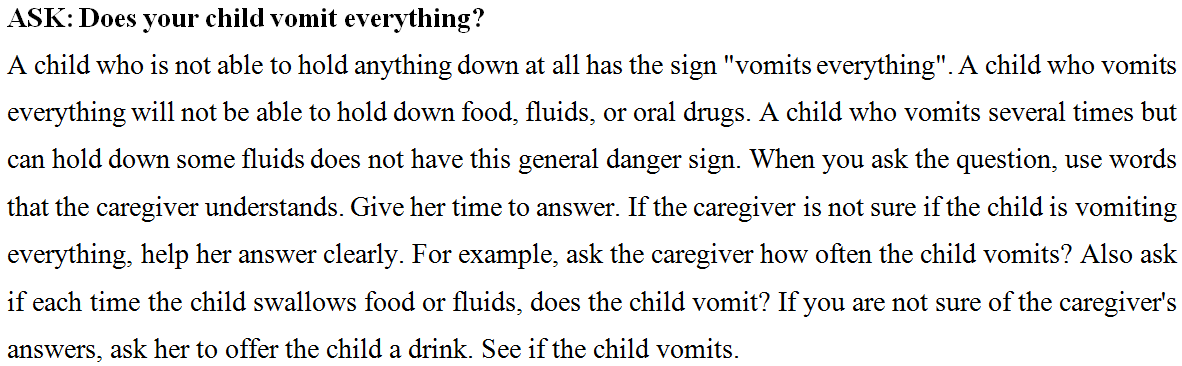 ASK: Does your child vomit everything?
A child who is not able to hold anything down at all has the sign "vomits everything". A child who vomits
everything will not be able to hold down food, fluids, or oral drugs. A child who vomits several times but
can hold down some fluids does not have this general danger sign. When you ask the question, use words
that the caregiver understands. Give her time to answer. If the caregiver is not sure if the child is vomiting
everything, help her answer clearly. For example, ask the caregiver how often the child vomits? Also ask
if each time the child swallows food or fluids, does the child vomit? If you are not sure of the caregiver's
answers, ask her to offer the child a drink. See if the child vomits.